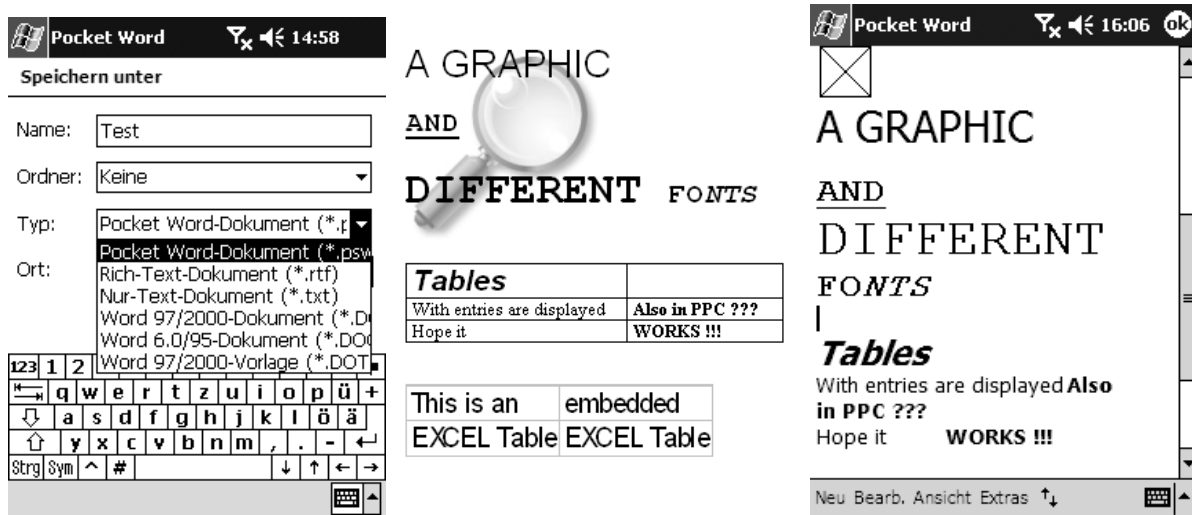 Pocket Word 14:58
Speichern unter
Name: Test
Ordner: Keine
Typ: Pocket Word-Dokument (*.p
Pocket Word-Dokument (*.psw
Ort:
Rich-Text-Dokument (*.rtf)
Nur-Text-Dokument (*.txt)
Word 97/2000-Dokument (*.D
Word 6.0/95-Dokument (*.DO
Word 97/2000-Vorlage (*.DOT
123 1 2
q w e r t z u i o p ü +
a s d f g h j k l ö ä
y x c v b n m , . -
Strg Sym ^ # ↓ ↑ ← →
A GRAPHIC
AND
DIFFERENT FONTS
Tables
With entries are displayed Also in PPC ???
Hope it WORKS !!!
This is an embedded
EXCEL Table EXCEL Table
Pocket Word 16:06 ok
A GRAPHIC
AND
DIFFERENT
FONTS
Tables
With entries are displayed Also
in PPC ???
Hope it WORKS !!!
Neu Bearb. Ansicht Extras